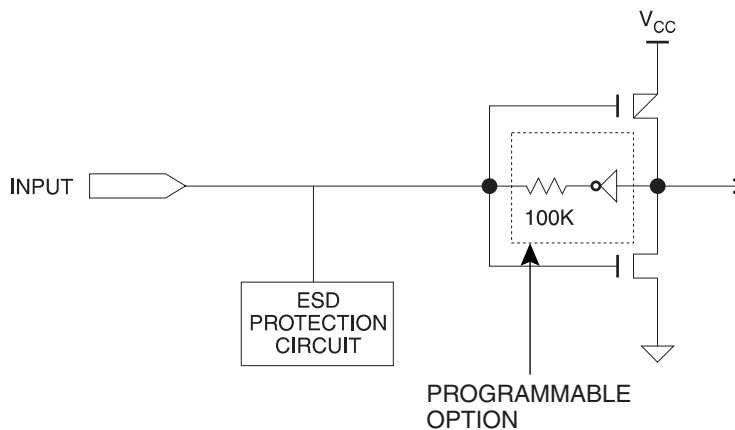 VCC
INPUT
100K
ESD
PROTECTION
CIRCUIT
PROGRAMMABLE
OPTION